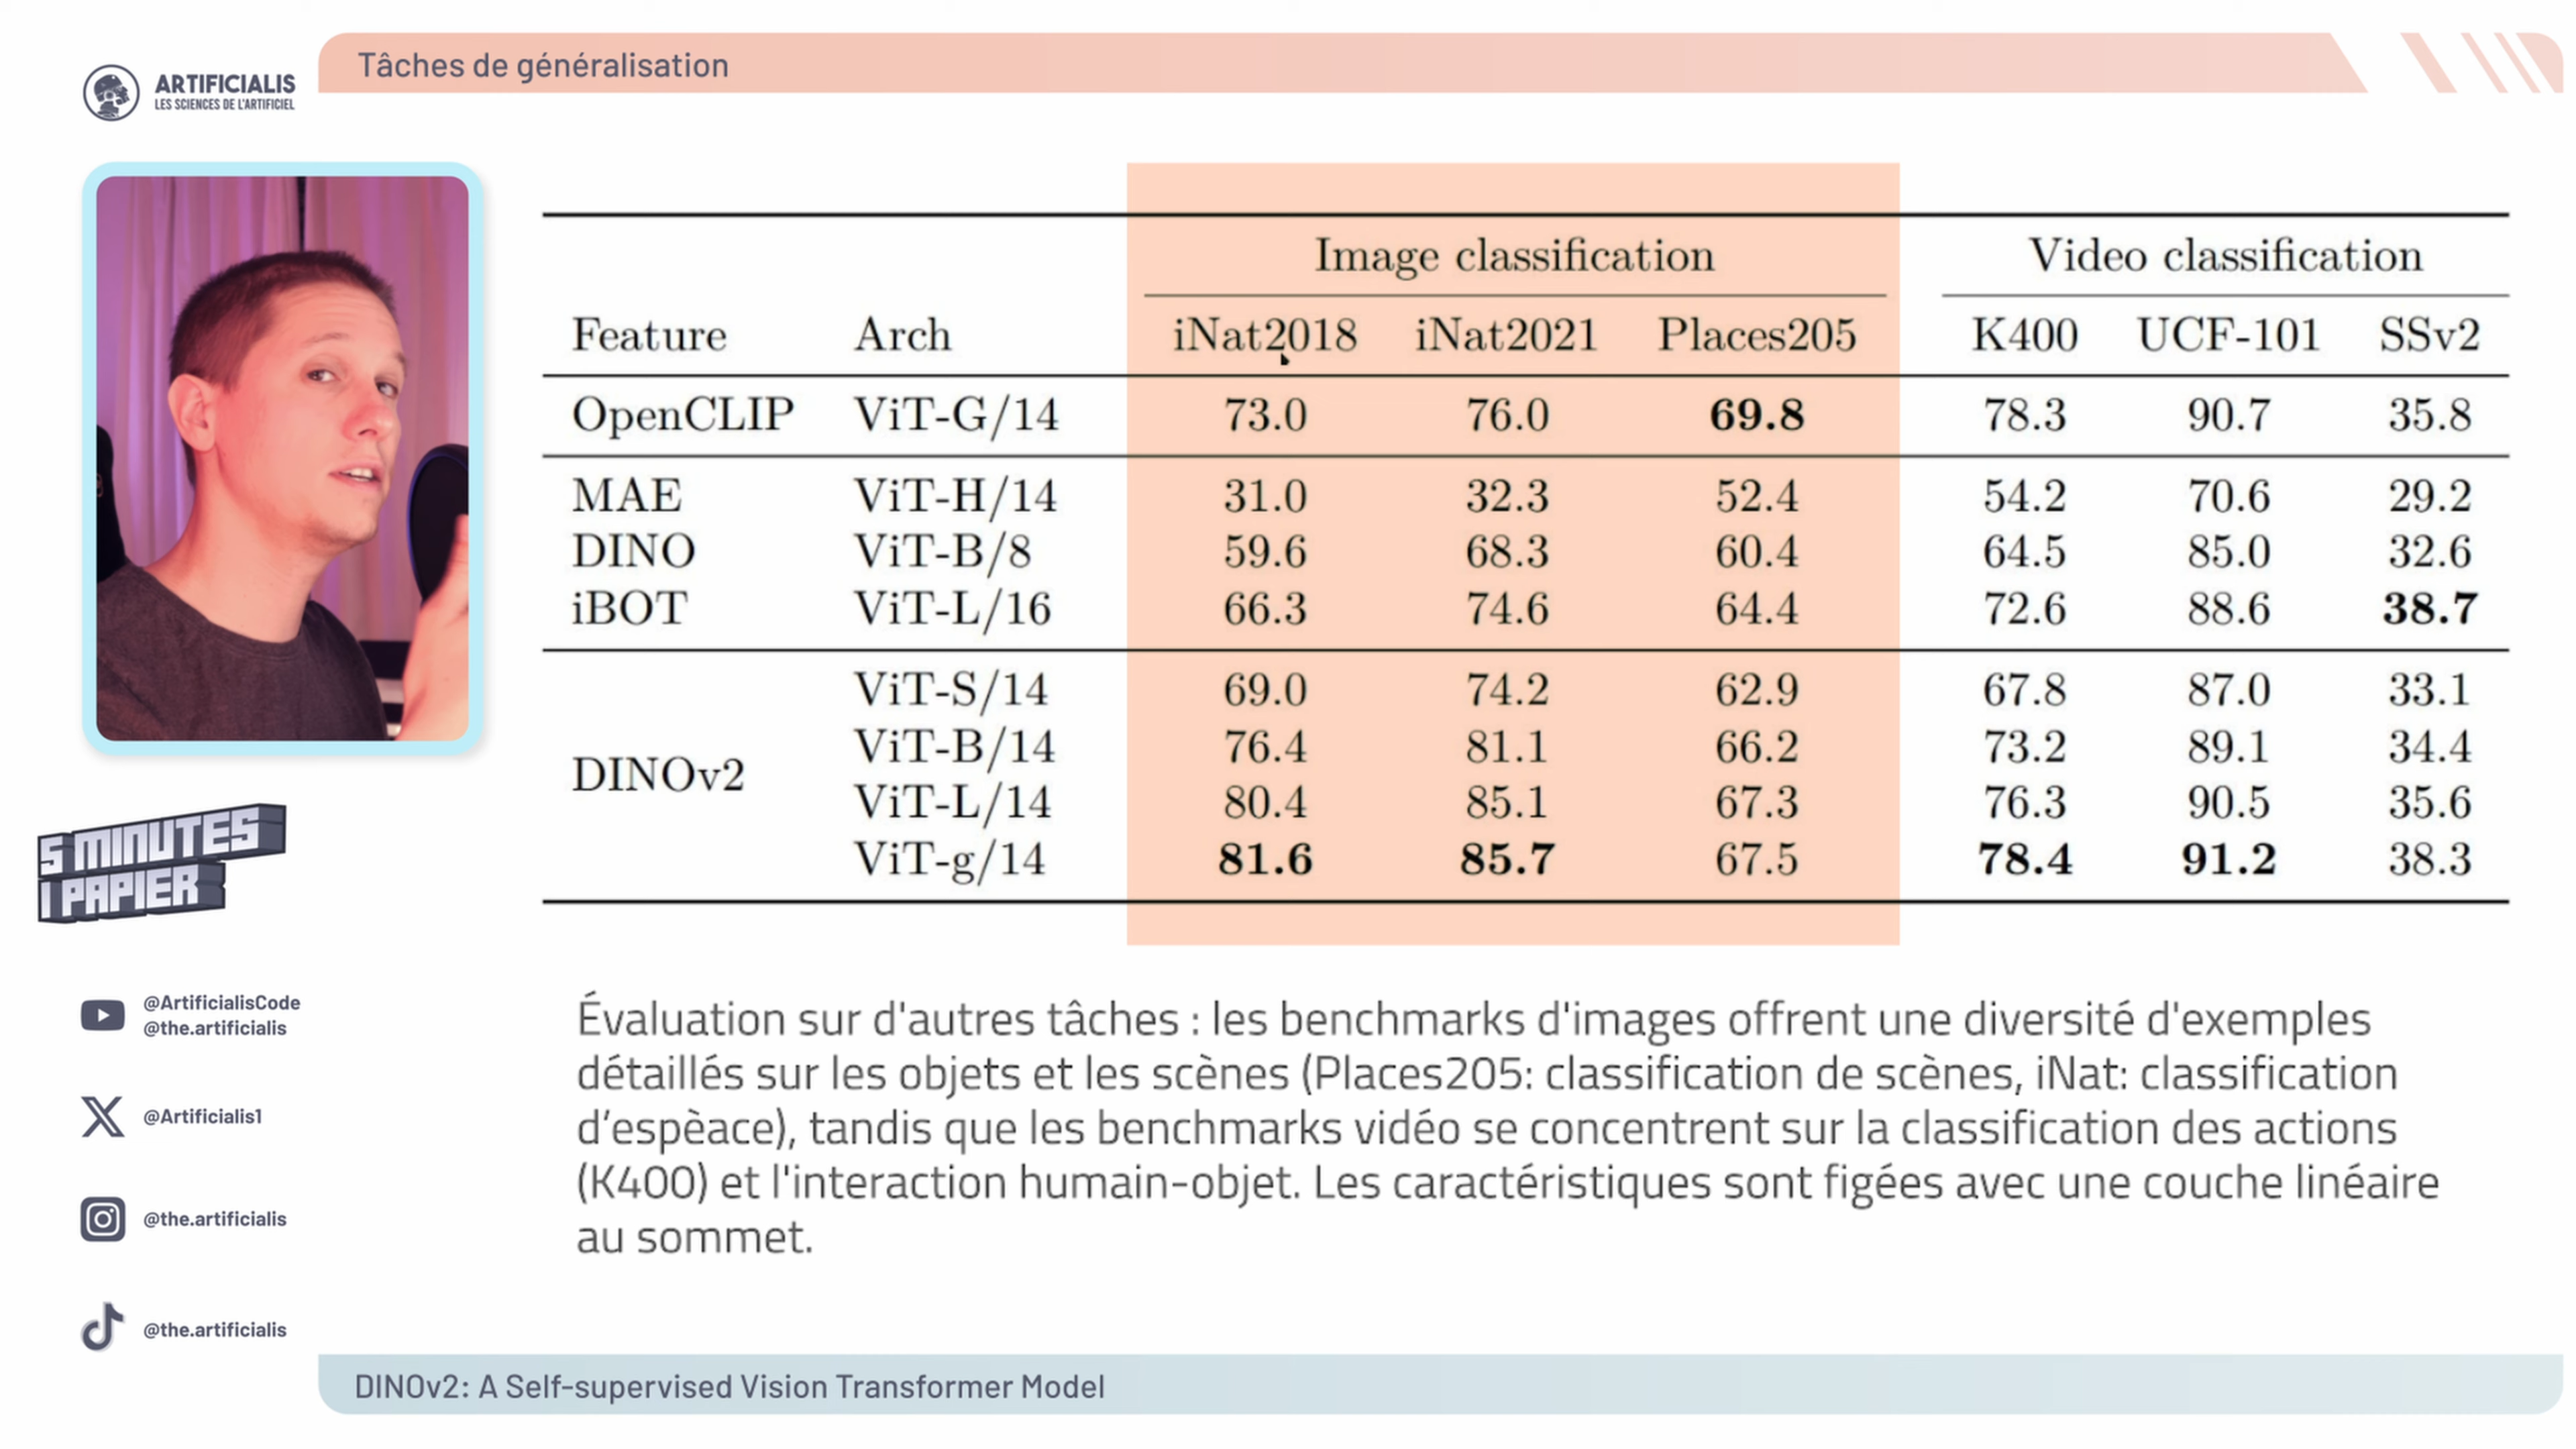 Tâches de généralisation
ARTIFICIALIS
LES SCIENCES DE L'ARTIFICIEL
Image classification Video classification
Feature Arch iNat2018 iNat2021 Places205 K400 UCF-101 SSv2
OpenCLIP ViT-G/14 73.0 76.0 69.8 78.3 90.7 35.8
MAE ViT-H/14 31.0 32.3 52.4 54.2 70.6 29.2
DINO ViT-B/8 59.6 68.3 60.4 64.5 85.0 32.6
iBOT ViT-L/16 66.3 74.6 64.4 72.6 88.6 38.7
ViT-S/14 69.0 74.2 62.9 67.8 87.0 33.1
ViT-B/14 76.4 81.1 66.2 73.2 89.1 34.4
DINOv2
ViT-L/14 80.4 85.1 67.3 76.3 90.5 35.6
ViT-g/14 81.6 85.7 67.5 78.4 91.2 38.3
5 MINUTES
1 PAPIER
@ArtificialisCode
@the.artificialis
@Artificialis1
@the.artificialis
@the.artificialis
Évaluation sur d'autres tâches : les benchmarks d'images offrent une diversité d'exemples
détaillés sur les objets et les scènes (Places205: classification de scènes, iNat: classification
d’espèace), tandis que les benchmarks vidéo se concentrent sur la classification des actions
(K400) et l'interaction humain-objet. Les caractéristiques sont figées avec une couche linéaire
au sommet.
DINOv2: A Self-supervised Vision Transformer Model